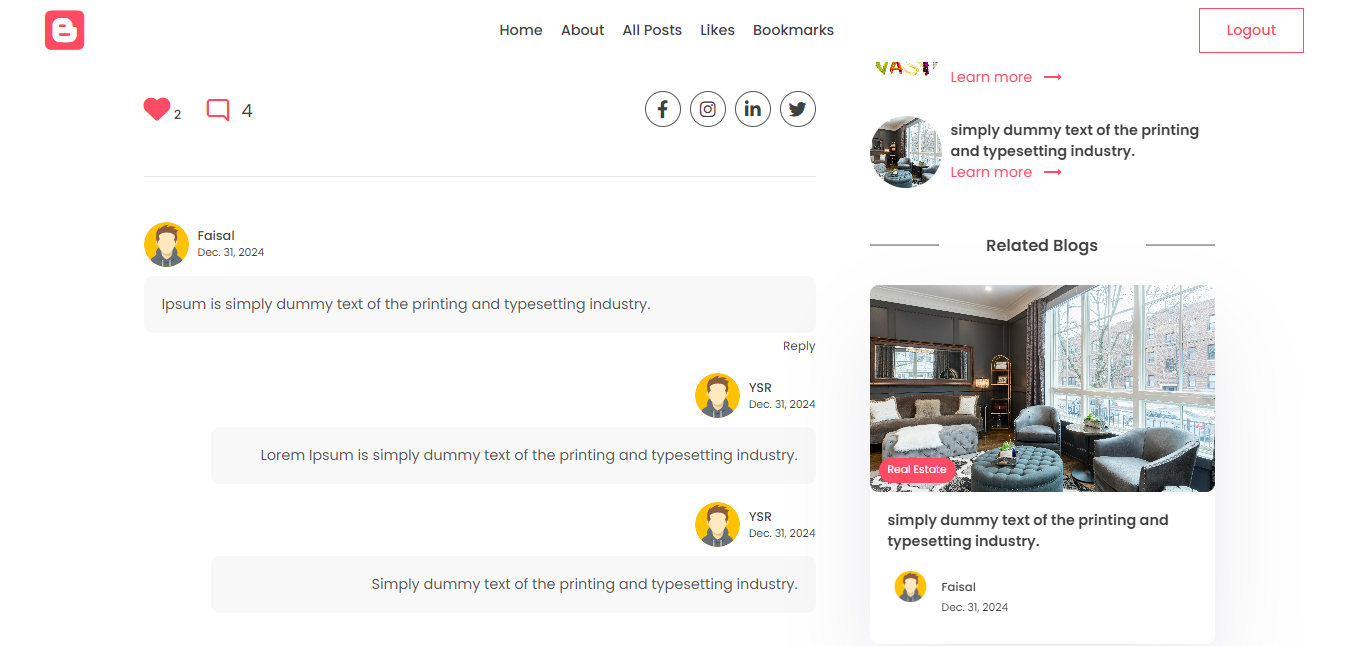 Home About All Posts Likes Bookmarks
Logout
2 4
Faisal
Dec. 31, 2024
Ipsum is simply dummy text of the printing and typesetting industry.
Reply
YSR
Dec. 31, 2024
Lorem Ipsum is simply dummy text of the printing and typesetting industry.
YSR
Dec. 31, 2024
Simply dummy text of the printing and typesetting industry.
Learn more
simply dummy text of the printing
and typesetting industry.
Learn more
Related Blogs
Real Estate
simply dummy text of the printing and
typesetting industry.
Faisal
Dec. 31, 2024